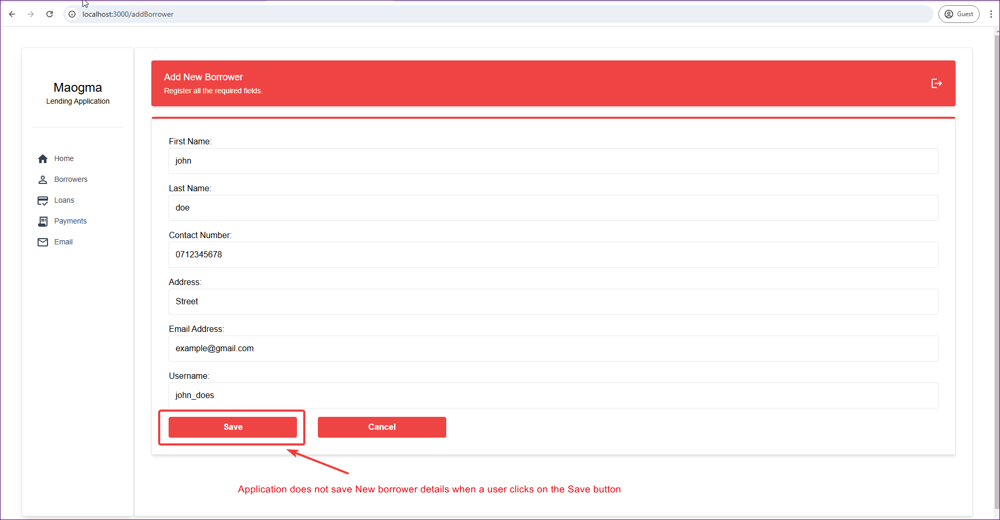 localhost:3000/addBorrower
Guest
Maogma
Lending Application
Home
Borrowers
Loans
Payments
Email
Add New Borrower
Register all the required fields.
First Name:
john
Last Name:
doe
Contact Number:
0712345678
Address:
Street
Email Address:
example@gmail.com
Username:
john_does
Save
Cancel
Application does not save New borrower details when a user clicks on the Save button